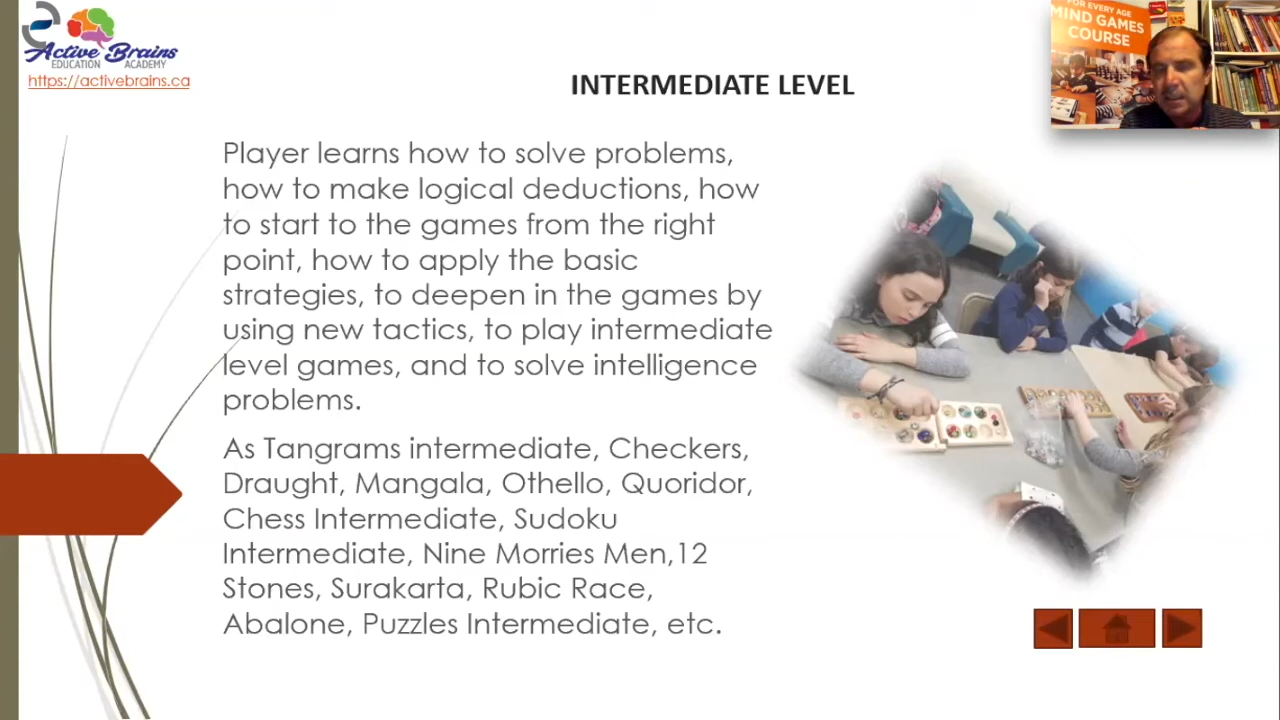 Active Brains
EDUCATION ACADEMY
https://activebrains.ca
FOR EVERY AGE
MIND GAMES
COURSE
INTERMEDIATE LEVEL
Player learns how to solve problems,
how to make logical deductions, how
to start to the games from the right
point, how to apply the basic
strategies, to deepen in the games by
using new tactics, to play intermediate
level games, and to solve intelligence
problems.
As Tangrams intermediate, Checkers,
Draught, Mangala, Othello, Quoridor,
Chess Intermediate, Sudoku
Intermediate, Nine Morries Men,12
Stones, Surakarta, Rubic Race,
Abalone, Puzzles Intermediate, etc.